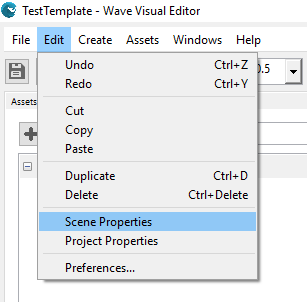 TestTemplate - Wave Visual Editor
File Edit Create Assets Windows Help
0.5
Assets
Undo Ctrl+Z
Redo Ctrl+Y
Cut
Copy
Paste
Duplicate Ctrl+D
Delete Ctrl+Delete
Scene Properties
Project Properties
Preferences...